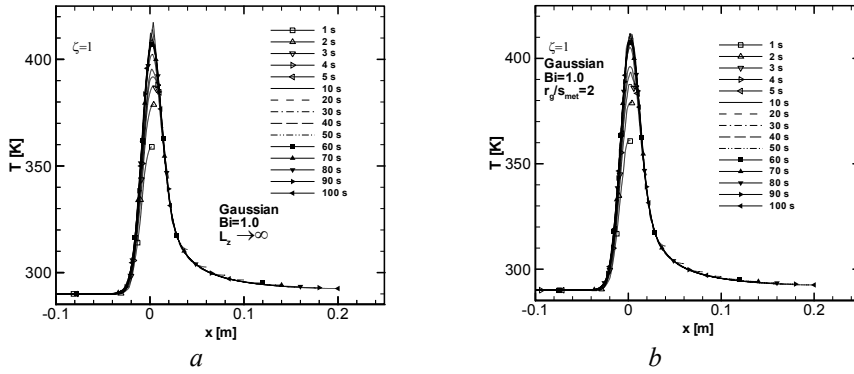 ζ=1
T [K]
400
350
300
-0.1
0
0.1
0.2
x [m]
1 s
2 s
3 s
4 s
5 s
10 s
20 s
30 s
40 s
50 s
60 s
70 s
80 s
90 s
100 s
Gaussian
Bi=1.0
L_z →∞
a
ζ=1
Gaussian
Bi=1.0
r_g/s_met=2
T [K]
400
350
300
-0.1
0
0.1
0.2
x [m]
1 s
2 s
3 s
4 s
5 s
10 s
20 s
30 s
40 s
50 s
60 s
70 s
80 s
90 s
100 s
b